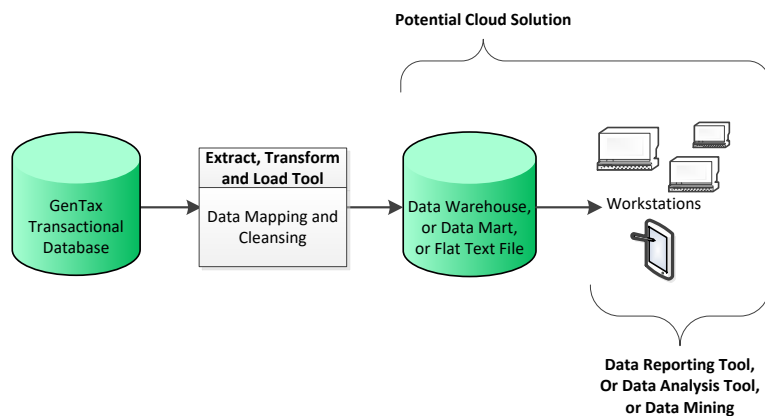 Potential Cloud Solution
GenTax
Transactional
Database
Extract, Transform
and Load Tool
Data Mapping and
Cleansing
Data Warehouse,
or Data Mart,
or Flat Text File
Workstations
Data Reporting Tool,
Or Data Analysis Tool,
or Data Mining